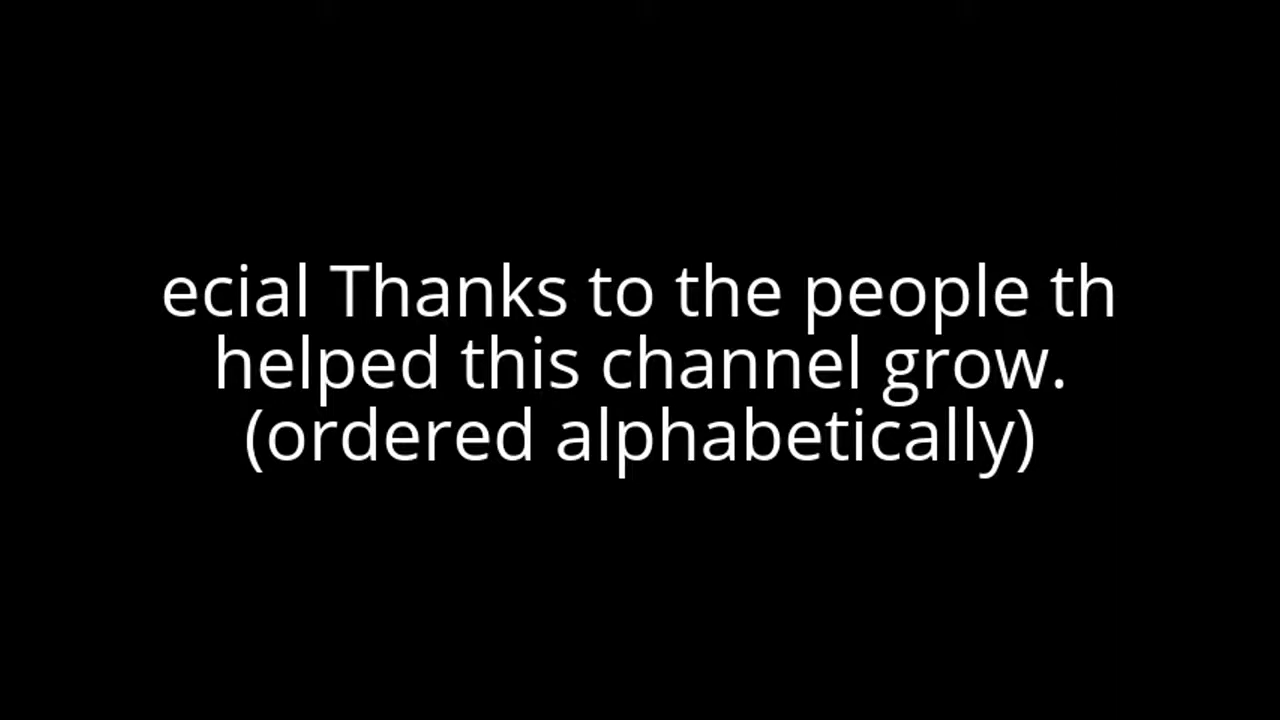 ecial Thanks to the people th
helped this channel grow.
(ordered alphabetically)